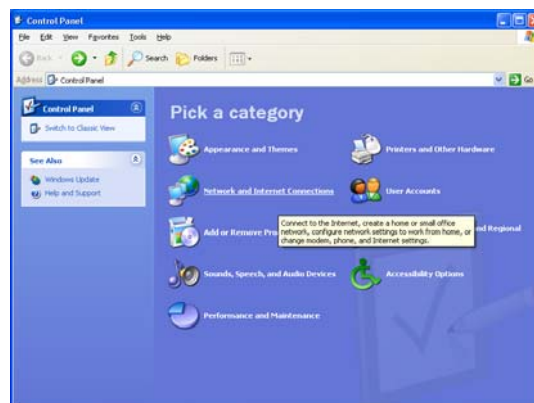 Control Panel
File Edit View Favorites Tools Help
Back Search Folders
Address Control Panel Go
Control Panel
Switch to Classic View
See Also
Windows Update
Help and Support
Pick a category
Appearance and Themes
Printers and Other Hardware
Network and Internet Connections
User Accounts
Add or Remove Pro
and Regional
Connect to the Internet, create a home or small office
network, configure network settings to work from home, or
change modem, phone, and Internet settings.
Sounds, Speech, and Audio Devices
Accessibility Options
Performance and Maintenance